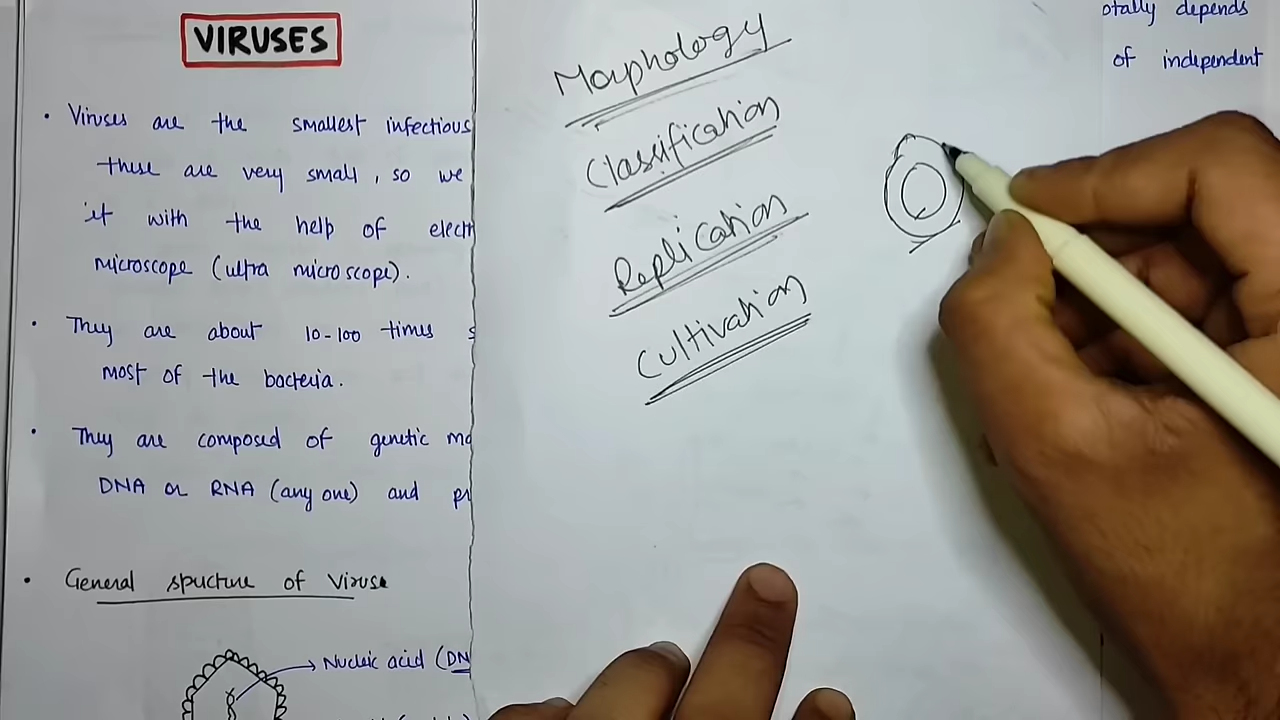 VIRUSES
• Viruses are the smallest infectious
these are very small, so we
it with the help of elect
microscope (ultra microscope).
• They are about 10-100 times
most of the bacteria.
• They are composed of genetic
DNA or RNA (any one) and
• General structure of Viruse
Nucleic acid (DN
Morphology
Classification
Replication
Cultivation
otally depends
of independent